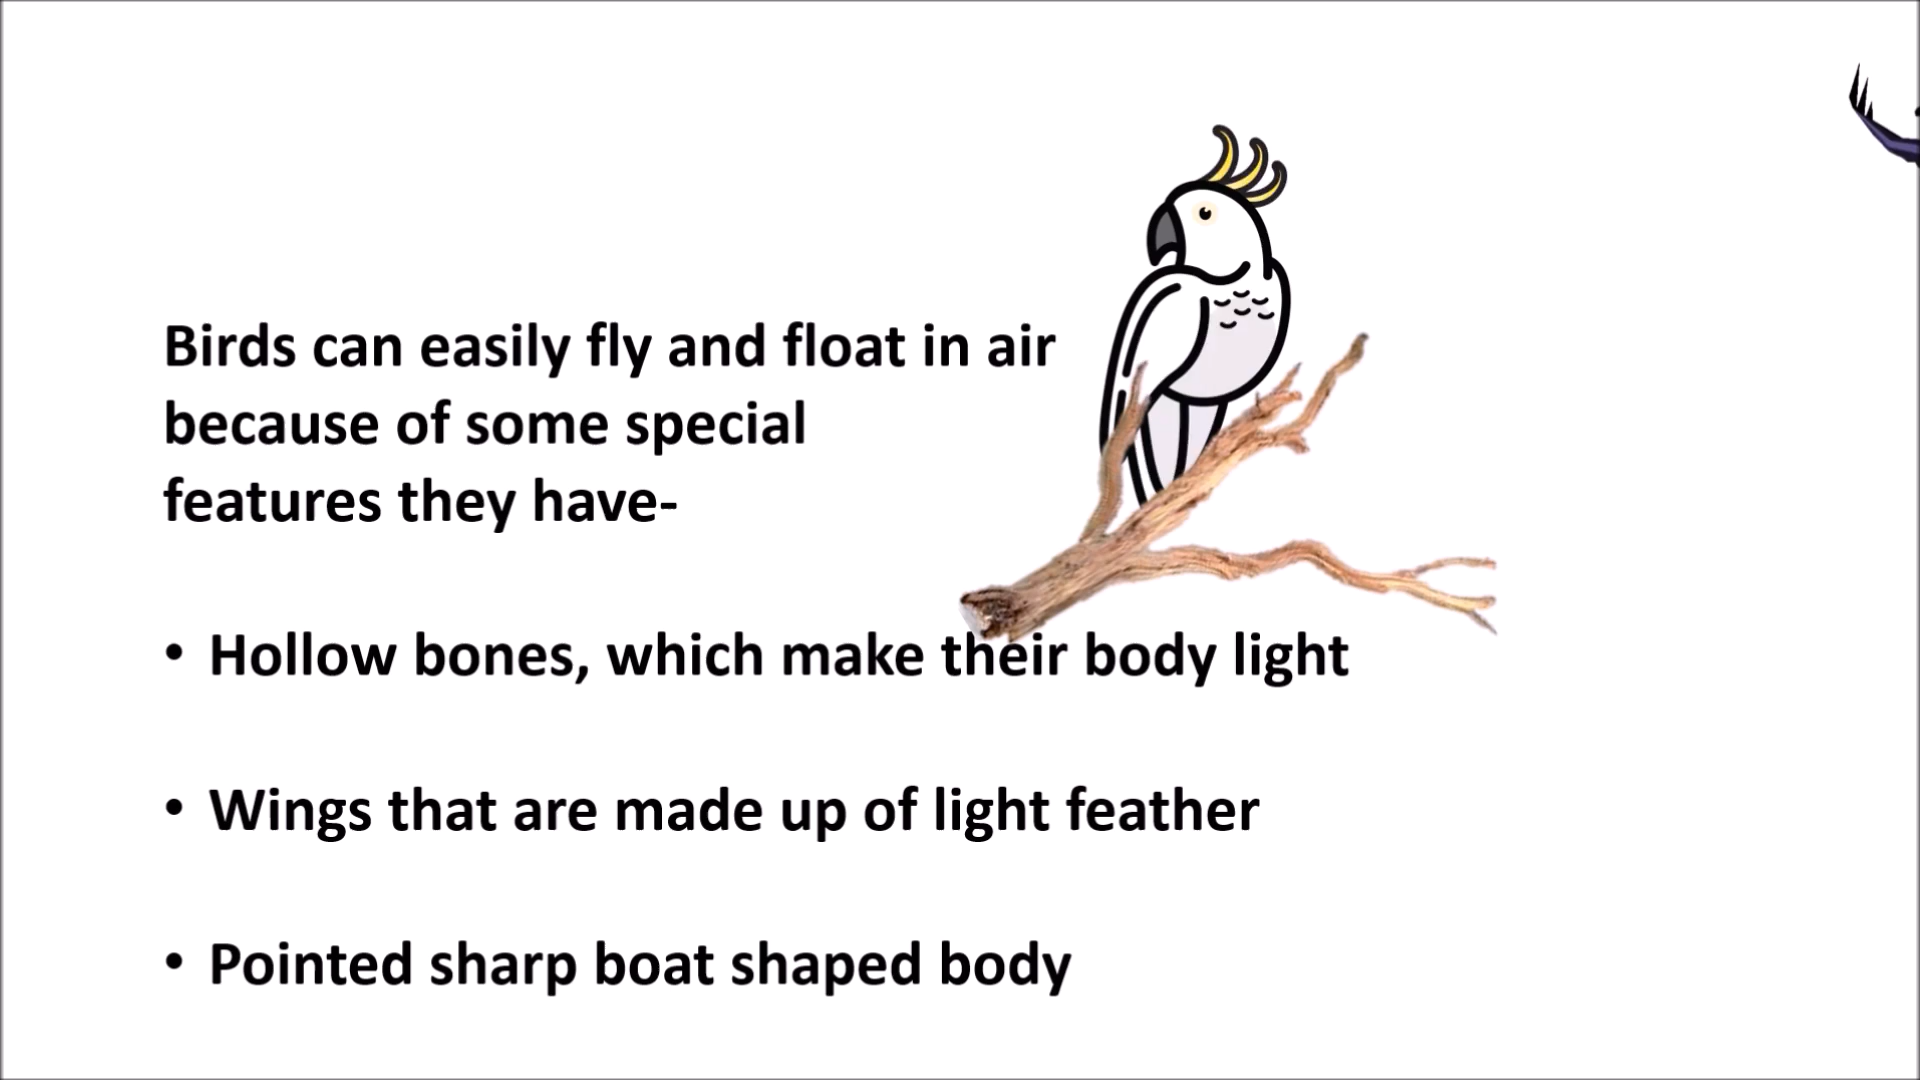 Birds can easily fly and float in air
because of some special
features they have-
• Hollow bones, which make their body light
• Wings that are made up of light feather
• Pointed sharp boat shaped body